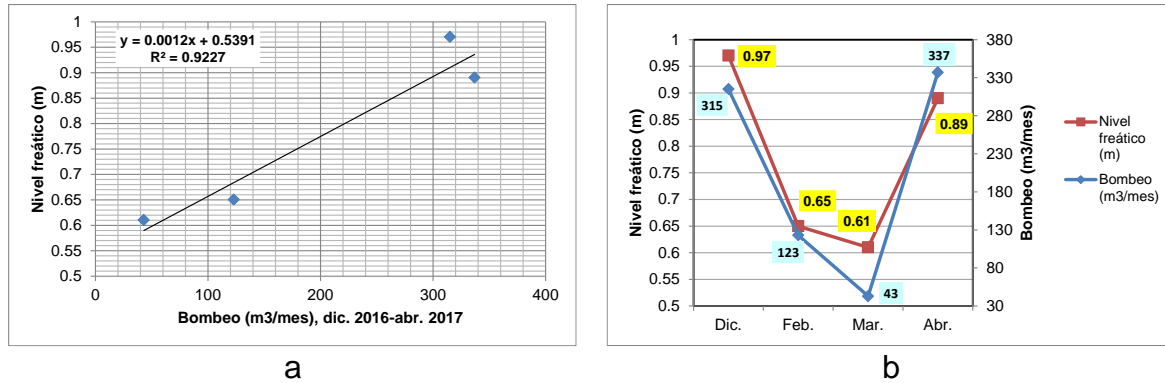 y = 0.0012x + 0.5391
R² = 0.9227
Nivel freático (m)
1
0.95
0.9
0.85
0.8
0.75
0.7
0.65
0.6
0.55
0.5
0 100 200 300 400
Bombeo (m3/mes), dic. 2016-abr. 2017
a
Nivel freático (m)
1
0.95
0.9
0.85
0.8
0.75
0.7
0.65
0.6
0.55
0.5
0.97
0.65
0.61
0.89
315
123
43
337
380
330
280
230
180
130
80
30
Bombeo (m3/mes)
Dic. Feb. Mar. Abr.
Nivel
freático
(m)
Bombeo
(m3/mes)
b